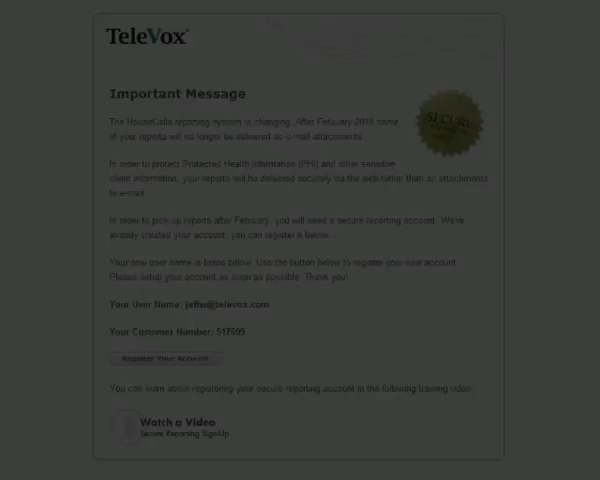 TeleVox
Important Message
The HouseCalls reporting system is changing. After February 2010 some
of your reports will no longer be delivered as e-mail attachments.
SECURE
In order to protect Protected Health Information (PHI) and other sensitive
client information, your reports will be delivered securely via the web rather than as attachments
to e-mail.
In order to pick-up reports after February, you will need a secure reporting account. We've
already created your account; you can register it below.
Your new user name is listed below. Use the button below to register your new account.
Please setup your account as soon as possible. Thank you!
Your User Name: jeffw@televox.com
Your Customer Number: 517899
Register Your Account
You can learn about registering your secure reporting account in the following training video:
Watch a Video
Secure Reporting Sign-Up